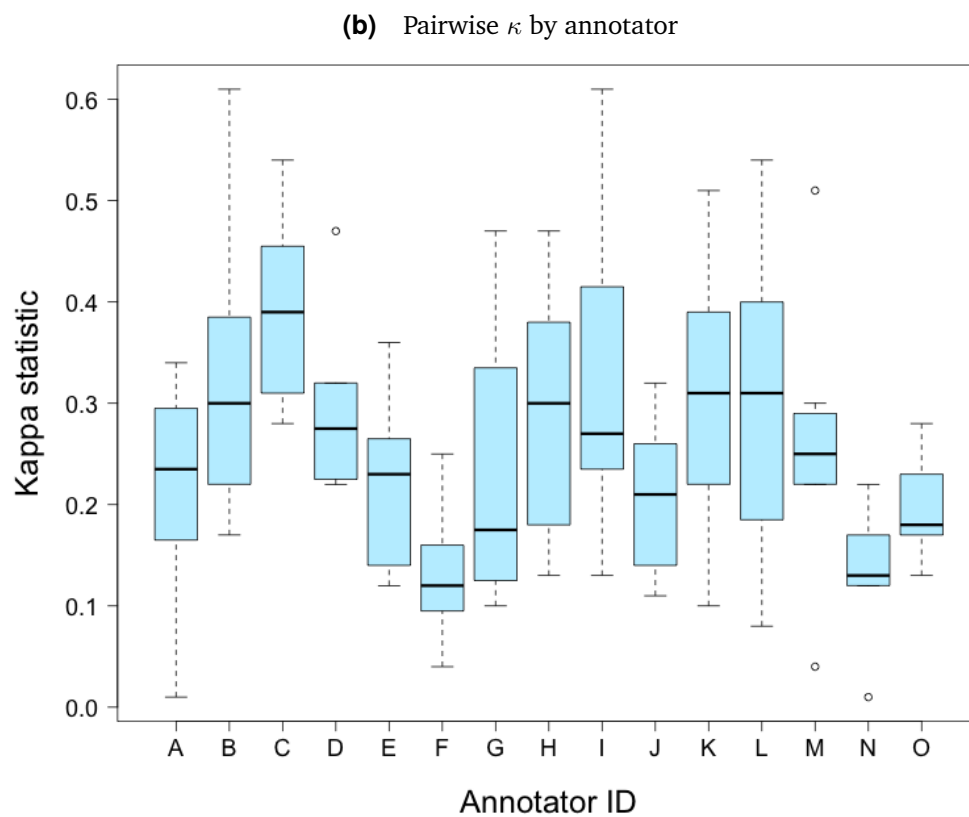 (b) Pairwise κ by annotator
0.6
0.5
0.4
0.3
0.2
0.1
0.0
Kappa statistic
A B C D E F G H I J K L M N O
Annotator ID